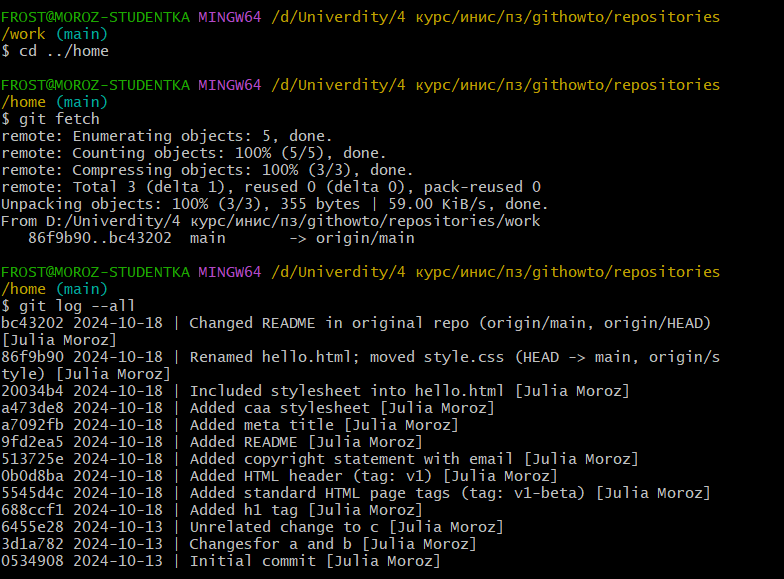 FROST@MOROZ-STUDENTKA MINGW64 /d/Univerdity/4 курс/инис/пз/githowto/repositories
/work (main)
$ cd ../home
FROST@MOROZ-STUDENTKA MINGW64 /d/Univerdity/4 курс/инис/пз/githowto/repositories
/home (main)
$ git fetch
remote: Enumerating objects: 5, done.
remote: Counting objects: 100% (5/5), done.
remote: Compressing objects: 100% (3/3), done.
remote: Total 3 (delta 1), reused 0 (delta 0), pack-reused 0
Unpacking objects: 100% (3/3), 355 bytes | 59.00 KiB/s, done.
From D:/Univerdity/4 курс/инис/пз/githowto/repositories/work
   86f9b90..bc43202  main       -> origin/main
FROST@MOROZ-STUDENTKA MINGW64 /d/Univerdity/4 курс/инис/пз/githowto/repositories
/home (main)
$ git log --all
bc43202 2024-10-18 | Changed README in original repo (origin/main, origin/HEAD)
[Julia Moroz]
86f9b90 2024-10-18 | Renamed hello.html; moved style.css (HEAD -> main, origin/s
tyle) [Julia Moroz]
20034b4 2024-10-18 | Included stylesheet into hello.html [Julia Moroz]
a473de8 2024-10-18 | Added caa stylesheet [Julia Moroz]
a7092fb 2024-10-18 | Added meta title [Julia Moroz]
9fd2ea5 2024-10-18 | Added README [Julia Moroz]
513725e 2024-10-18 | Added copyright statement with email [Julia Moroz]
0b0d8ba 2024-10-18 | Added HTML header (tag: v1) [Julia Moroz]
5545d4c 2024-10-18 | Added standard HTML page tags (tag: v1-beta) [Julia Moroz]
688ccf1 2024-10-18 | Added h1 tag [Julia Moroz]
6455e28 2024-10-13 | Unrelated change to c [Julia Moroz]
3d1a782 2024-10-13 | Changesfor a and b [Julia Moroz]
0534908 2024-10-13 | Initial commit [Julia Moroz]